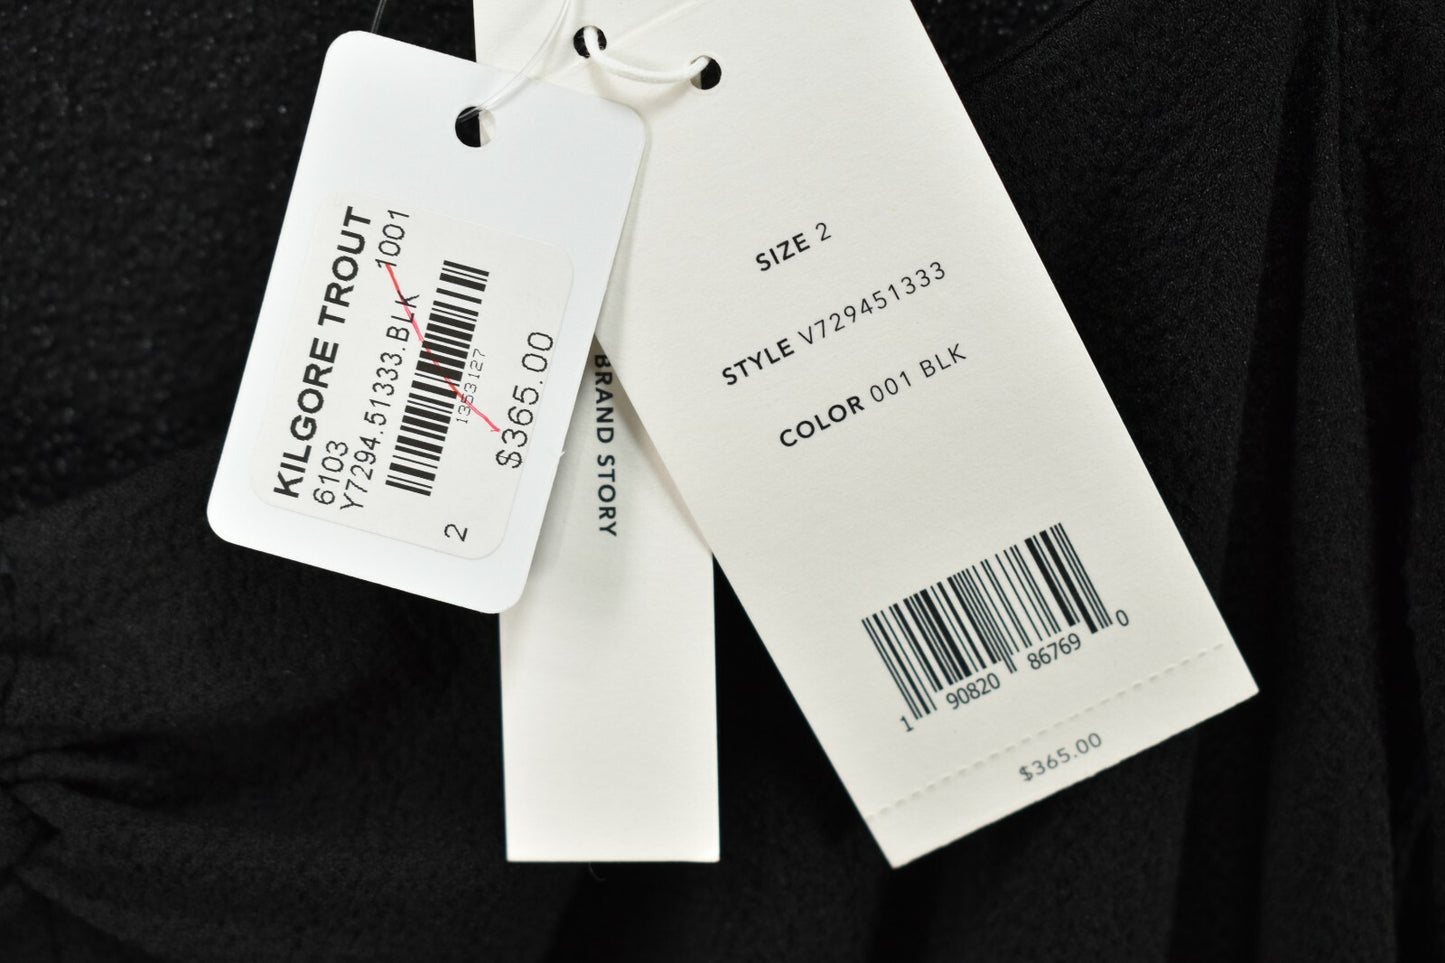 KILGORE TROUT
6103 1001
Y7294.51333.BLK
1353127
$365.00
2
BRAND STORY
SIZE 2
STYLE V729451333
COLOR 001 BLK
1 90820 86769 0
$365.00